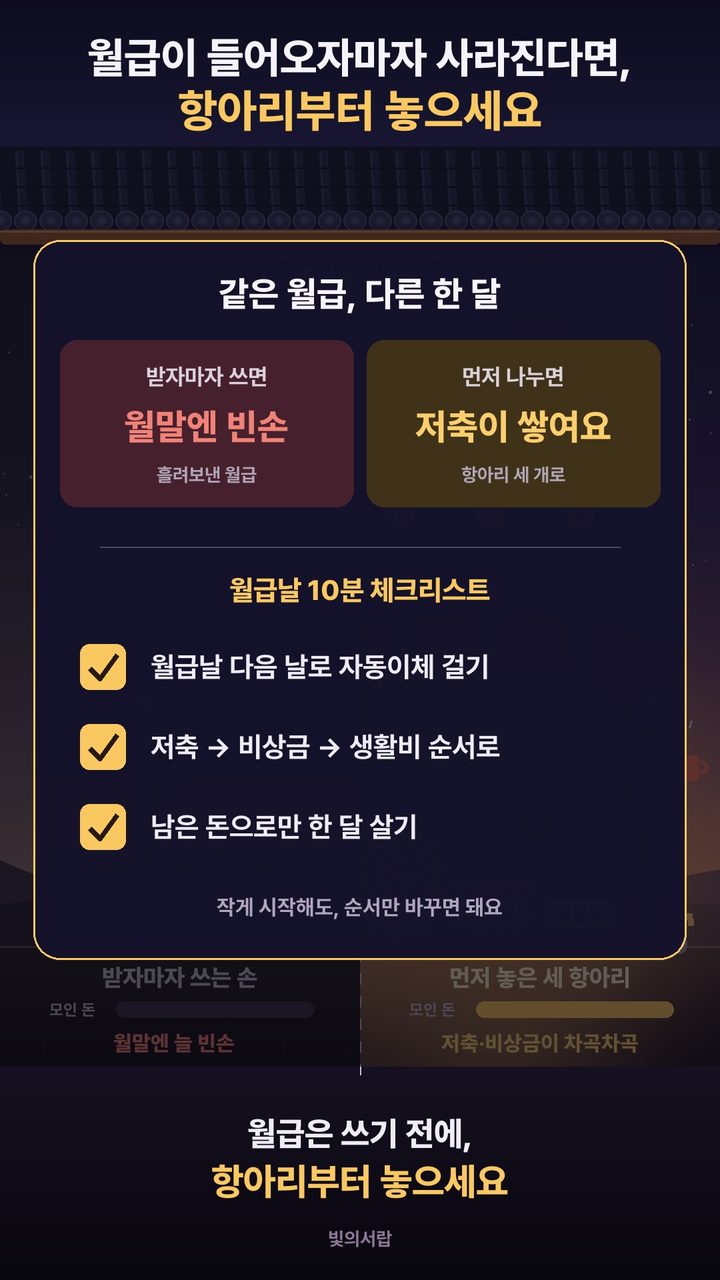 월급이 들어오자마자 사라진다면,
항아리부터 놓으세요
같은 월급, 다른 한 달
받자마자 쓰면
월말엔 빈손
흘려보낸 월급
먼저 나누면
저축이 쌓여요
항아리 세 개로
월급날 10분 체크리스트
월급날 다음 날로 자동이체 걸기
저축 → 비상금 → 생활비 순서로
남은 돈으로만 한 달 살기
작게 시작해도, 순서만 바꾸면 돼요
받자마자 쓰는 손
모인 돈
월말엔 늘 빈손
먼저 놓은 세 항아리
모인 돈
저축·비상금이 차곡차곡
월급은 쓰기 전에,
항아리부터 놓으세요
빛의서랍